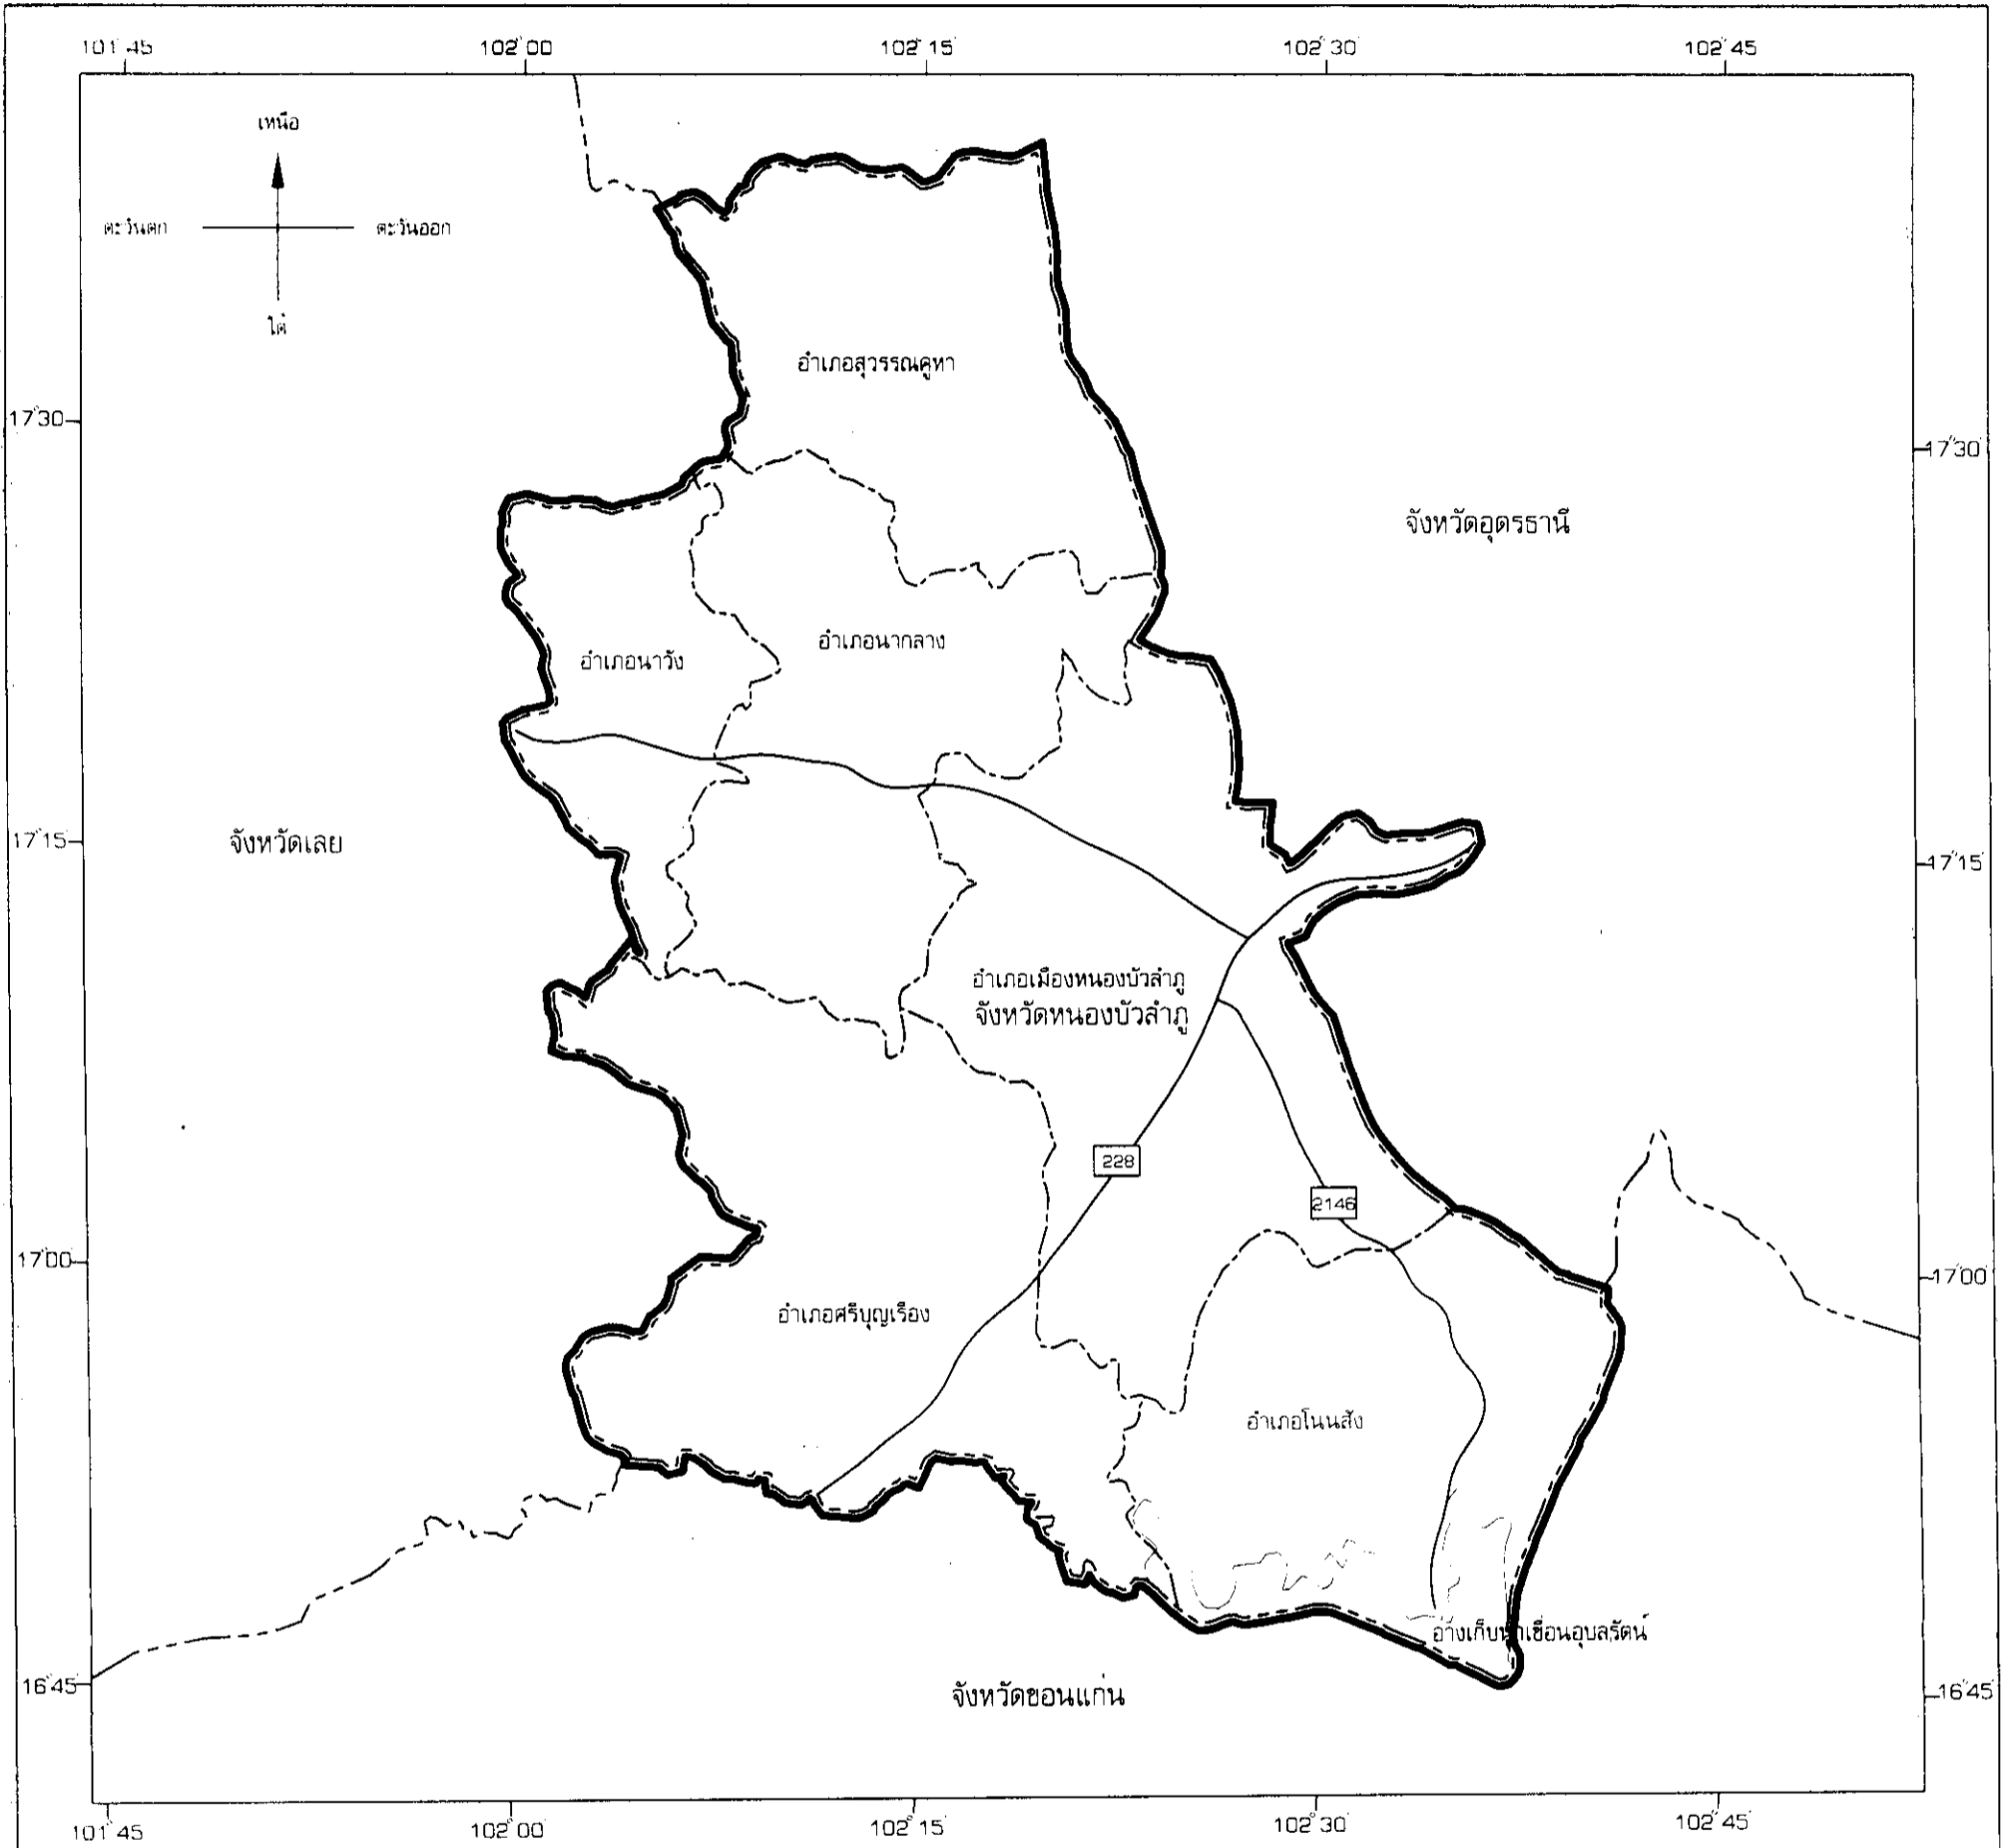 101°45' 102°00' 102°15' 102°30' 102°45'
เหนือ
ตะวันตก ตะวันออก
ใต้
อำเภอสุวรรณคูหา
17°30' 17°30'
จังหวัดอุดรธานี
อำเภอนาวัง อำเภอนากลาง
17°15' จังหวัดเลย 17°15'
อำเภอเมืองหนองบัวลำภู
จังหวัดหนองบัวลำภู
228
2146
17°00' 17°00'
อำเภอศรีบุญเรือง
อำเภอโนนสัง
อ่างเก็บน้ำเขื่อนอุบลรัตน์
16°45' จังหวัดขอนแก่น 16°45'
101°45' 102°00' 102°15' 102°30' 102°45'